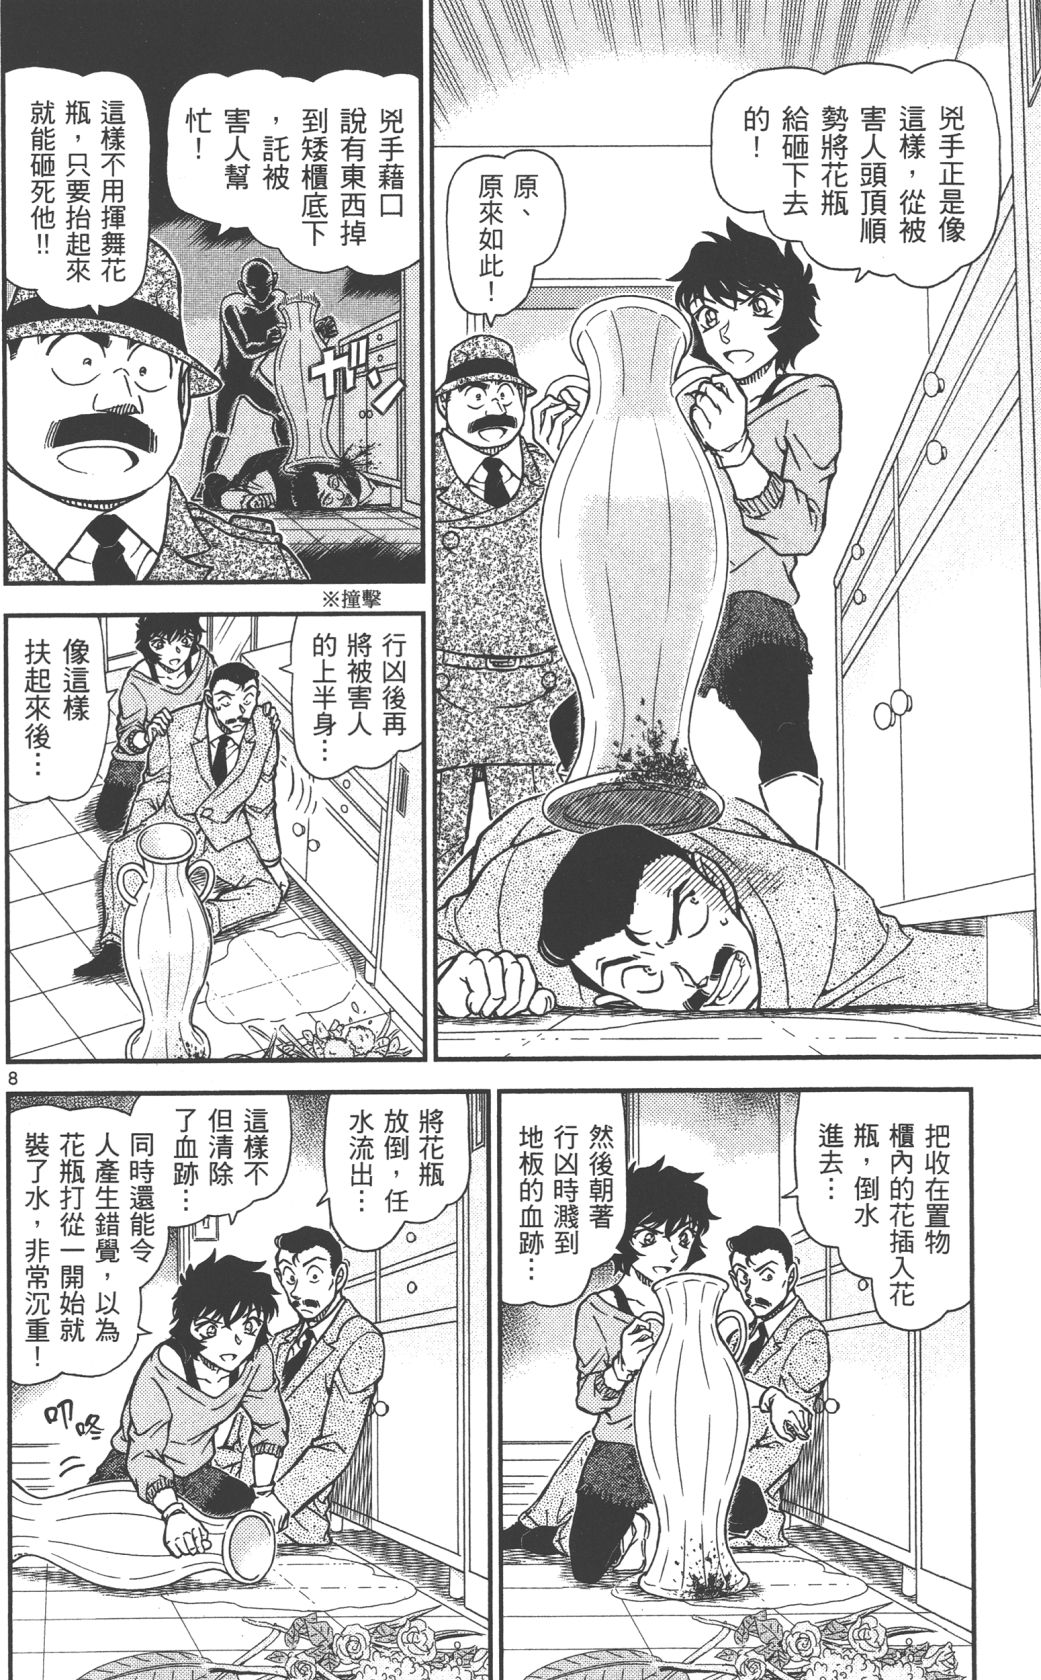 兇手正是像
這樣，從被
害人頭頂順
勢將花瓶
給砸下去
的！
原、
原來如此！
兇手藉口
說有東西掉
到矮櫃底下
，託被
害人幫
忙！
這樣不用揮舞花
瓶，只要抬起來
就能砸死他!!
ガン
※撞擊
行凶後再
將被害人
的上半身…
像這樣
扶起來後…
8
把收在置物
櫃內的花插入花
瓶，倒水
進去…
然後朝著
行凶時濺到
地板的血跡…
將花瓶
放倒，任
水流出…
這樣不
但清除
了血跡…
同時還能令
人產生錯覺，以為
花瓶打從一開始就
裝了水，非常沉重！
叩咚